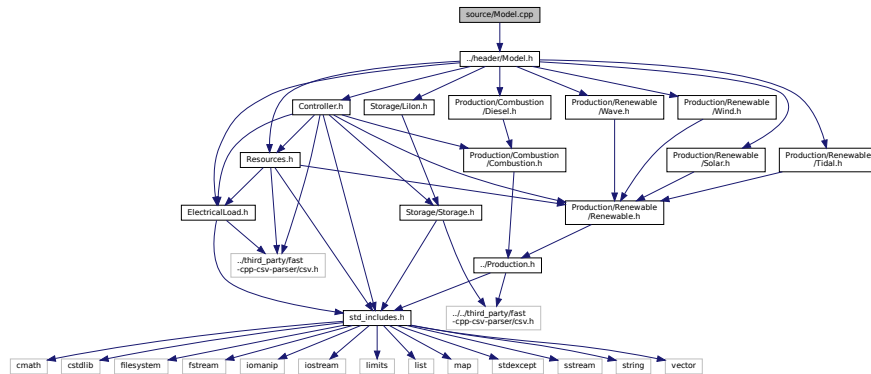 source/Model.cpp
../header/Model.h
Controller.h
Storage/LiIon.h
Production/Combustion
/Diesel.h
Production/Renewable
/Wave.h
Production/Renewable
/Wind.h
Resources.h
Production/Combustion
/Combustion.h
Production/Renewable
/Solar.h
Production/Renewable
/Tidal.h
ElectricalLoad.h
Storage/Storage.h
Production/Renewable
/Renewable.h
../third_party/fast
-cpp-csv-parser/csv.h
../Production.h
std_includes.h
../../third_party/fast
-cpp-csv-parser/csv.h
cmath
cstdlib
filesystem
fstream
iomanip
iostream
limits
list
map
stdexcept
sstream
string
vector